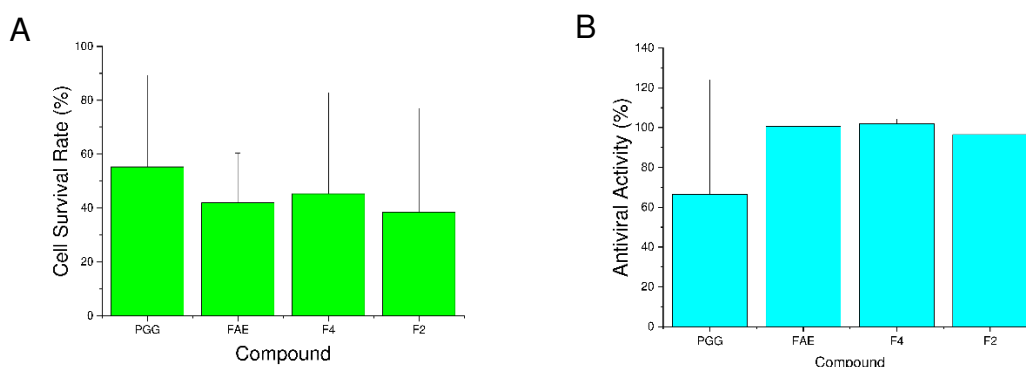 A
Cell Survival Rate (%)
100
80
60
40
20
0
PGG FAE F4 F2
Compound
B
Antiviral Activity (%)
140
120
100
80
60
40
20
0
PGG FAE F4 F2
Compound